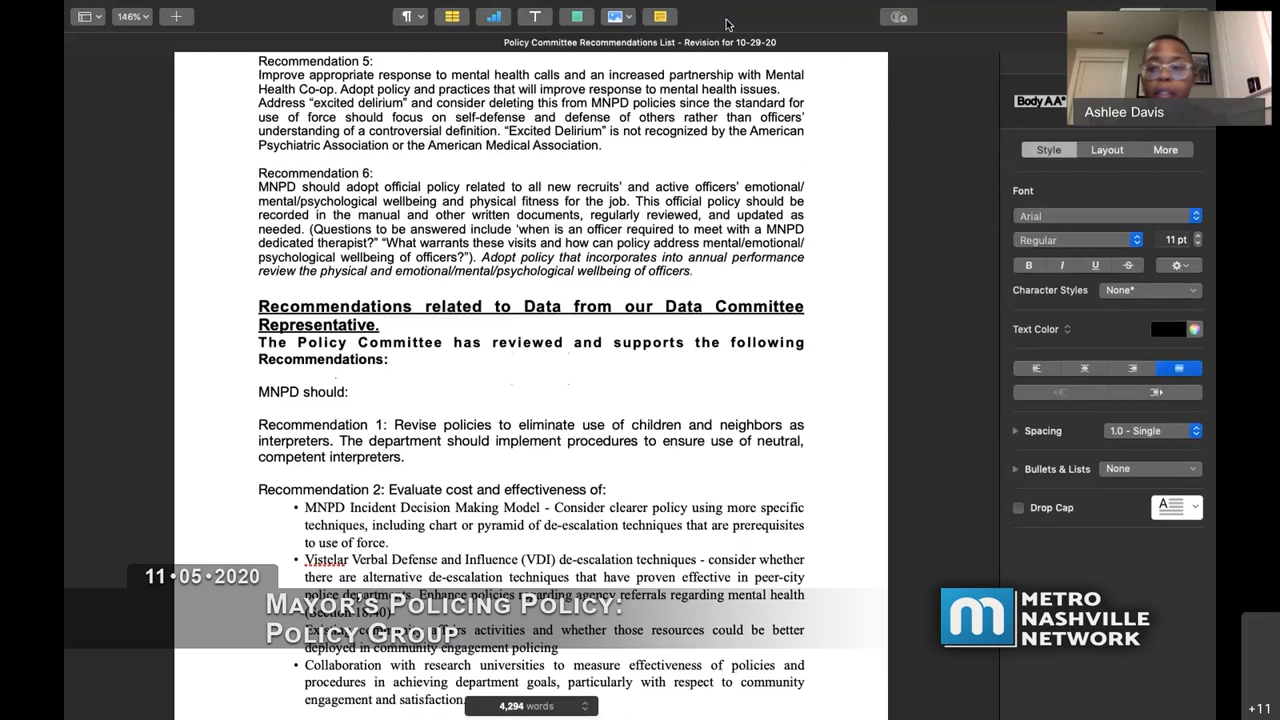 146%
Policy Committee Recommendations List - Revision for 10-29-20
Recommendation 5:
Improve appropriate response to mental health calls and an increased partnership with Mental
Health Co-op. Adopt policy and practices that will improve response to mental health issues.
Address “excited delirium” and consider deleting this from MNPD policies since the standard for
use of force should focus on self-defense and defense of others rather than officers’
understanding of a controversial definition. “Excited Delirium” is not recognized by the American
Psychiatric Association or the American Medical Association.
Recommendation 6:
MNPD should adopt official policy related to all new recruits’ and active officers’ emotional/
mental/psychological wellbeing and physical fitness for the job. This official policy should be
recorded in the manual and other written documents, regularly reviewed, and updated as
needed. (Questions to be answered include ‘when is an officer required to meet with a MNPD
dedicated therapist?” “What warrants these visits and how can policy address mental/emotional/
psychological wellbeing of officers?”). Adopt policy that incorporates into annual performance
review the physical and emotional/mental/psychological wellbeing of officers.
Recommendations related to Data from our Data Committee
Representative.
The Policy Committee has reviewed and supports the following
Recommendations:
MNPD should:
Recommendation 1: Revise policies to eliminate use of children and neighbors as
interpreters. The department should implement procedures to ensure use of neutral,
competent interpreters.
Recommendation 2: Evaluate cost and effectiveness of:
• MNPD Incident Decision Making Model - Consider clearer policy using more specific
techniques, including chart or pyramid of de-escalation techniques that are prerequisites
to use of force.
• Vistelar Verbal Defense and Influence (VDI) de-escalation techniques - consider whether
there are alternative de-escalation techniques that have proven effective in peer-city
police departments. Enhance policies regarding agency referrals regarding mental health
activities and whether those resources could be better
deployed in community engagement policing
• Collaboration with research universities to measure effectiveness of policies and
procedures in achieving department goals, particularly with respect to community
engagement and satisfaction.
4,294 words
11•05•2020
MAYOR'S POLICING POLICY:
POLICY GROUP
Ashlee Davis
Body AA*
Style Layout More
Font
Arial
Regular 11 pt
B I U S
Character Styles None*
Text Color
Spacing 1.0 - Single
Bullets & Lists None
Drop Cap
METRO
NASHVILLE
NETWORK
+11